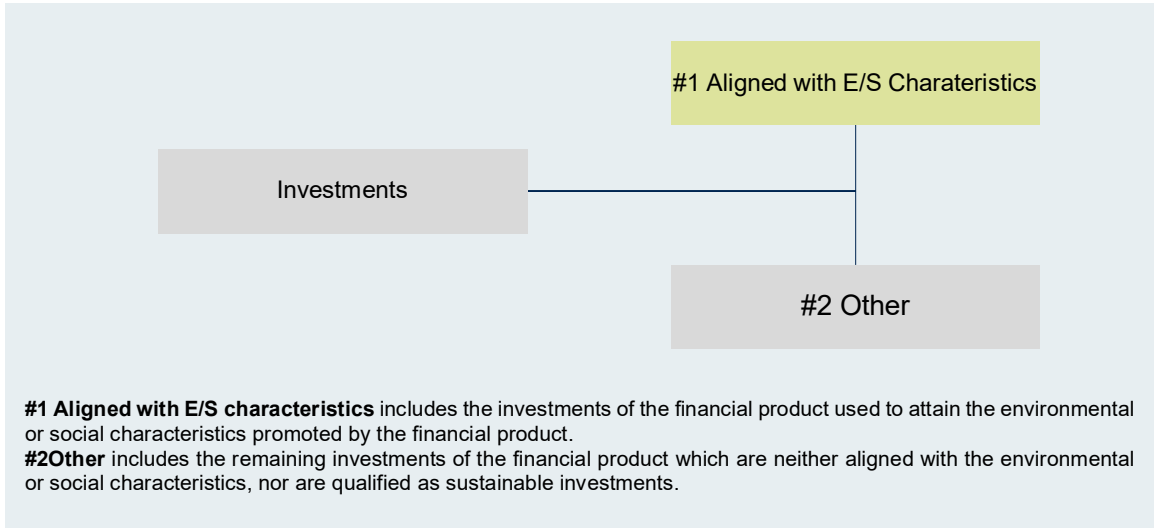 #1 Aligned with E/S Charateristics
Investments
#2 Other
#1 Aligned with E/S characteristics includes the investments of the financial product used to attain the environmental
or social characteristics promoted by the financial product.
#2Other includes the remaining investments of the financial product which are neither aligned with the environmental
or social characteristics, nor are qualified as sustainable investments.